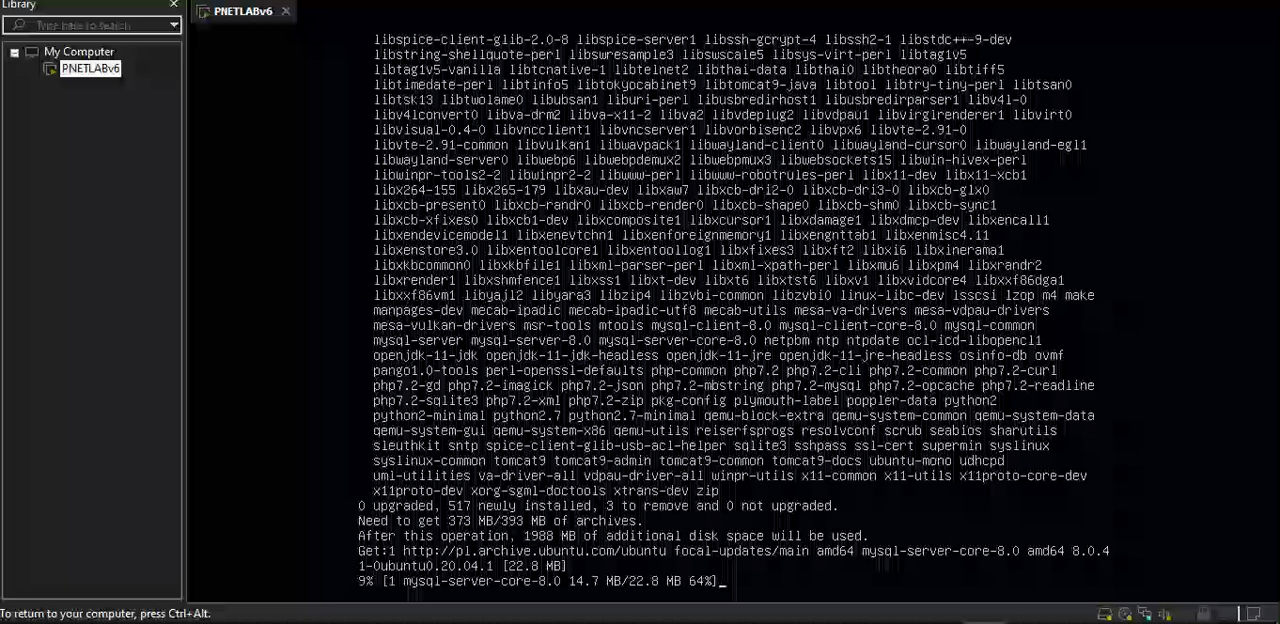 Library
PNETLABv6
Type here to search
My Computer
PNETLABv6
libspice-client-glib-2.0-8 libspice-server1 libssh-gcrypt-4 libssh2-1 libstdc++-9-dev
libstring-shellquote-perl libswresample3 libswscale5 libsys-virt-perl libtag1v5
libtag1v5-vanilla libtcnative-1 libtelnet2 libthai-data libthai0 libtheora0 libtiff5
libtimedate-perl libtinfo5 libtokyocabinet9 libtomcat9-java libtool libtry-tiny-perl libtsan0
libtsk13 libtwolame0 libubsan1 liburi-perl libusbredirhost1 libusbredirparser1 libv4l-0
libv4lconvert0 libva-drm2 libva-x11-2 libva2 libvdeplug2 libvdpau1 libvirglrenderer1 libvirt0
libvisual-0.4-0 libvncclient1 libvncserver1 libvorbisenc2 libvpx6 libvte-2.91-0
libvte-2.91-common libvulkan1 libwavpack1 libwayland-client0 libwayland-cursor0 libwayland-egl1
libwayland-server0 libwebp6 libwebpdemux2 libwebpmux3 libwebsockets15 libwin-hivex-perl
libwinpr-tools2-2 libwinpr2-2 libwww-perl libwww-robotrules-perl libx11-dev libx11-xcb1
libx264-155 libx265-179 libxau-dev libxaw7 libxcb-dri2-0 libxcb-dri3-0 libxcb-glx0
libxcb-present0 libxcb-randr0 libxcb-render0 libxcb-shape0 libxcb-shm0 libxcb-sync1
libxcb-xfixes0 libxcb1-dev libxcomposite1 libxcursor1 libxdamage1 libxdmcp-dev libxencall1
libxendevicemodel1 libxenevtchn1 libxenforeignmemory1 libxengnttab1 libxenmisc4.11
libxenstore3.0 libxentoolcore1 libxentoollog1 libxfixes3 libxft2 libxi6 libxinerama1
libxkbcommon0 libxkbfile1 libxml-parser-perl libxml-xpath-perl libxmu6 libxpm4 libxrandr2
libxrender1 libxshmfence1 libxss1 libxt-dev libxt6 libxtst6 libxv1 libxvidcore4 libxxf86dga1
libxxf86vm1 libyajl2 libyara3 libzip4 libzvbi-common libzvbi0 linux-libc-dev lsscsi lzop m4 make
manpages-dev mecab-ipadic mecab-ipadic-utf8 mecab-utils mesa-va-drivers mesa-vdpau-drivers
mesa-vulkan-drivers msr-tools mtools mysql-client-8.0 mysql-client-core-8.0 mysql-common
mysql-server mysql-server-8.0 mysql-server-core-8.0 netpbm ntp ntpdate ocl-icd-libopencl1
openjdk-11-jdk openjdk-11-jdk-headless openjdk-11-jre openjdk-11-jre-headless osinfo-db ovmf
pango1.0-tools perl-openssl-defaults php-common php7.2 php7.2-cli php7.2-common php7.2-curl
php7.2-gd php7.2-imagick php7.2-json php7.2-mbstring php7.2-mysql php7.2-opcache php7.2-readline
php7.2-sqlite3 php7.2-xml php7.2-zip pkg-config plymouth-label poppler-data python2
python2-minimal python2.7 python2.7-minimal qemu-block-extra qemu-system-common qemu-system-data
qemu-system-gui qemu-system-x86 qemu-utils reiserfsprogs resolvconf scrub seabios sharutils
sleuthkit sntp spice-client-glib-usb-acl-helper sqlite3 sshpass ssl-cert supermin syslinux
syslinux-common tomcat9 tomcat9-admin tomcat9-common tomcat9-docs ubuntu-mono udhcpd
uml-utilities va-driver-all vdpau-driver-all winpr-utils x11-common x11-utils x11proto-core-dev
x11proto-dev xorg-sgml-doctools xtrans-dev zip
0 upgraded, 517 newly installed, 3 to remove and 0 not upgraded.
Need to get 373 MB/393 MB of archives.
After this operation, 1988 MB of additional disk space will be used.
Get:1 http://pl.archive.ubuntu.com/ubuntu focal-updates/main amd64 mysql-server-core-8.0 amd64 8.0.4
1-0ubuntu0.20.04.1 [22.8 MB]
9% [1 mysql-server-core-8.0 14.7 MB/22.8 MB 64%]_
To return to your computer, press Ctrl+Alt.